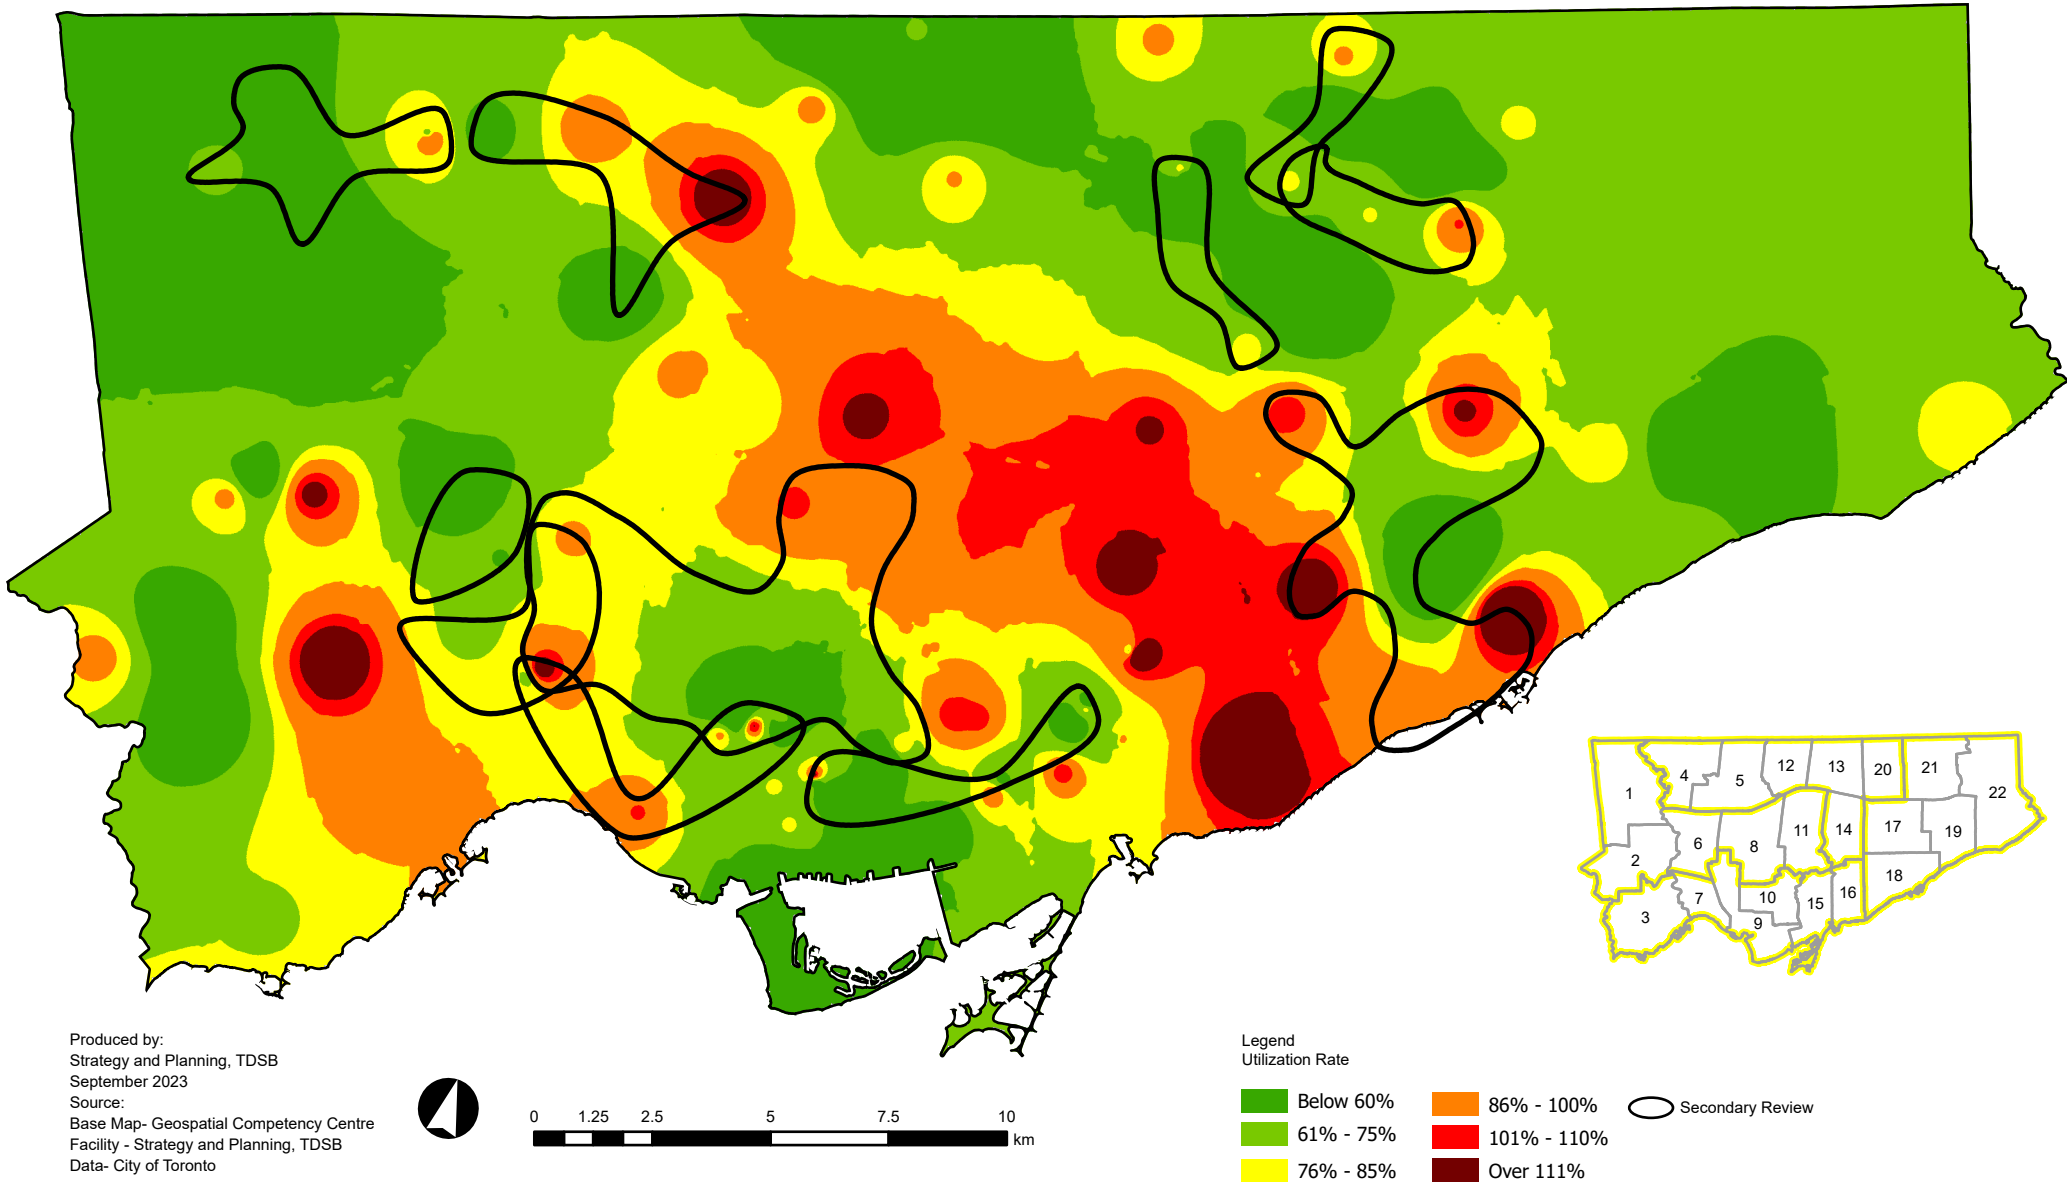 1
2
3
4
5
6
7
8
9
10
11
12
13
14
15
16
17
18
19
20
21
22
Produced by:
Strategy and Planning, TDSB
September 2023
Source:
Base Map- Geospatial Competency Centre
Facility - Strategy and Planning, TDSB
Data- City of Toronto
0 1.25 2.5 5 7.5 10
km
Legend
Utilization Rate
Below 60%
61% - 75%
76% - 85%
86% - 100%
101% - 110%
Over 111%
Secondary Review